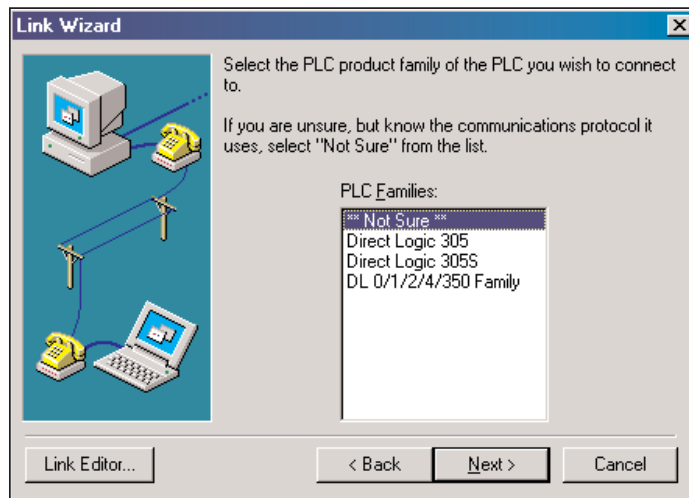 Link Wizard
Select the PLC product family of the PLC you wish to connect
to.
If you are unsure, but know the communications protocol it
uses, select "Not Sure" from the list.
PLC Families:
** Not Sure **
Direct Logic 305
Direct Logic 305S
DL 0/1/2/4/350 Family
Link Editor...
< Back
Next >
Cancel